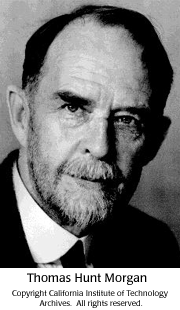 Thomas Hunt Morgan
Copyright California Institute of Technology
Archives.  All rights reserved.